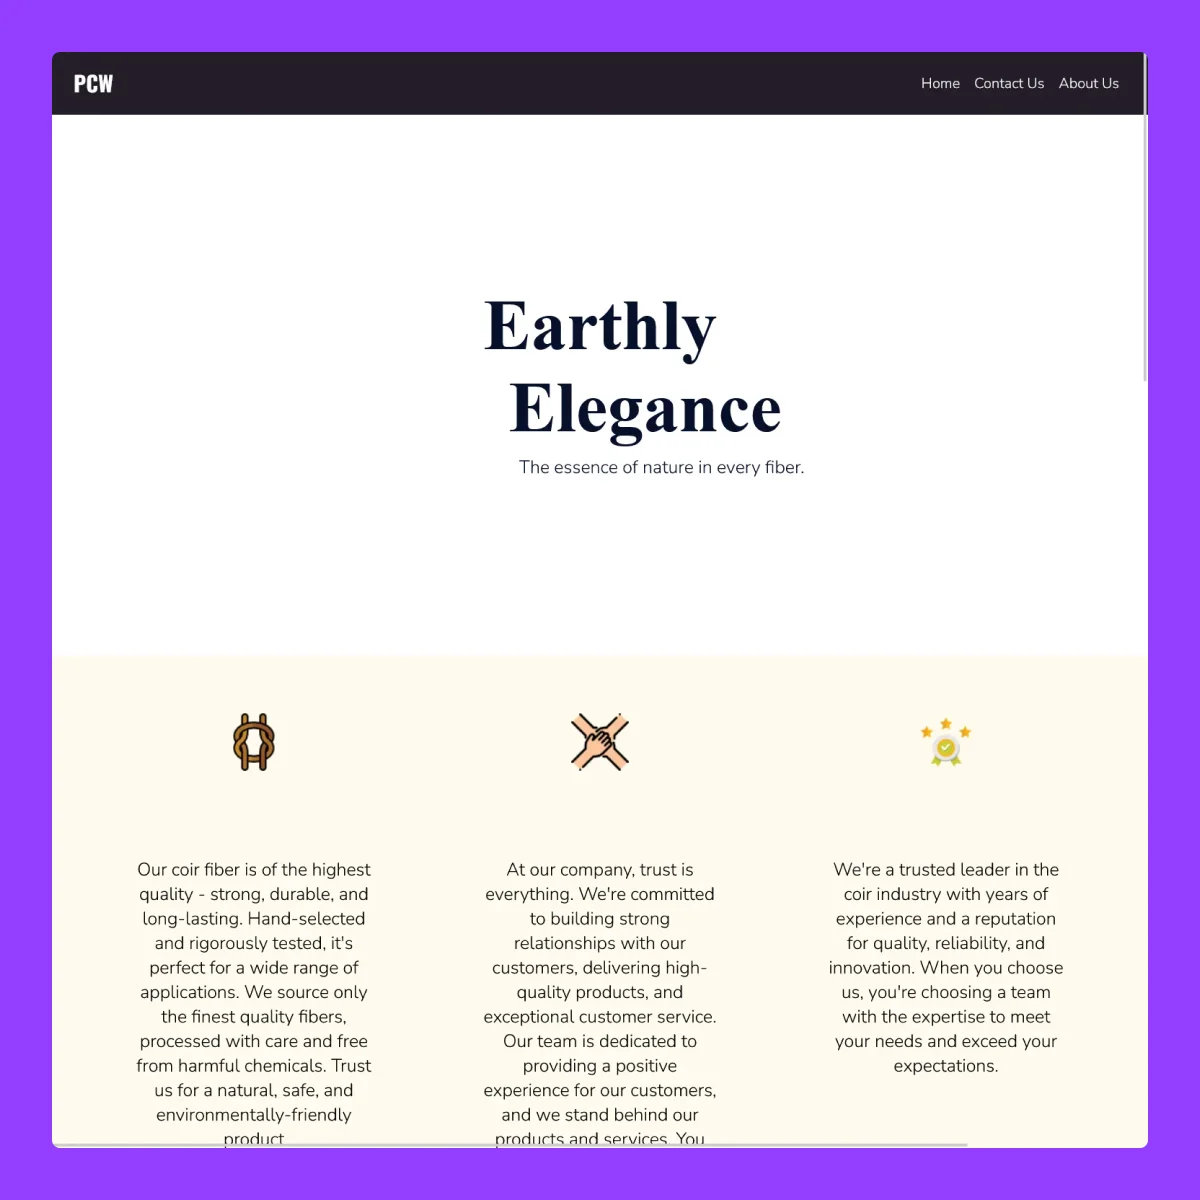 PCW
Home Contact Us About Us
Earthly
Elegance
The essence of nature in every fiber.
Our coir fiber is of the highest
quality - strong, durable, and
long-lasting. Hand-selected
and rigorously tested, it's
perfect for a wide range of
applications. We source only
the finest quality fibers,
processed with care and free
from harmful chemicals. Trust
us for a natural, safe, and
environmentally-friendly
product
At our company, trust is
everything. We're committed
to building strong
relationships with our
customers, delivering high-
quality products, and
exceptional customer service.
Our team is dedicated to
providing a positive
experience for our customers,
and we stand behind our
products and services. You
We're a trusted leader in the
coir industry with years of
experience and a reputation
for quality, reliability, and
innovation. When you choose
us, you're choosing a team
with the expertise to meet
your needs and exceed your
expectations.